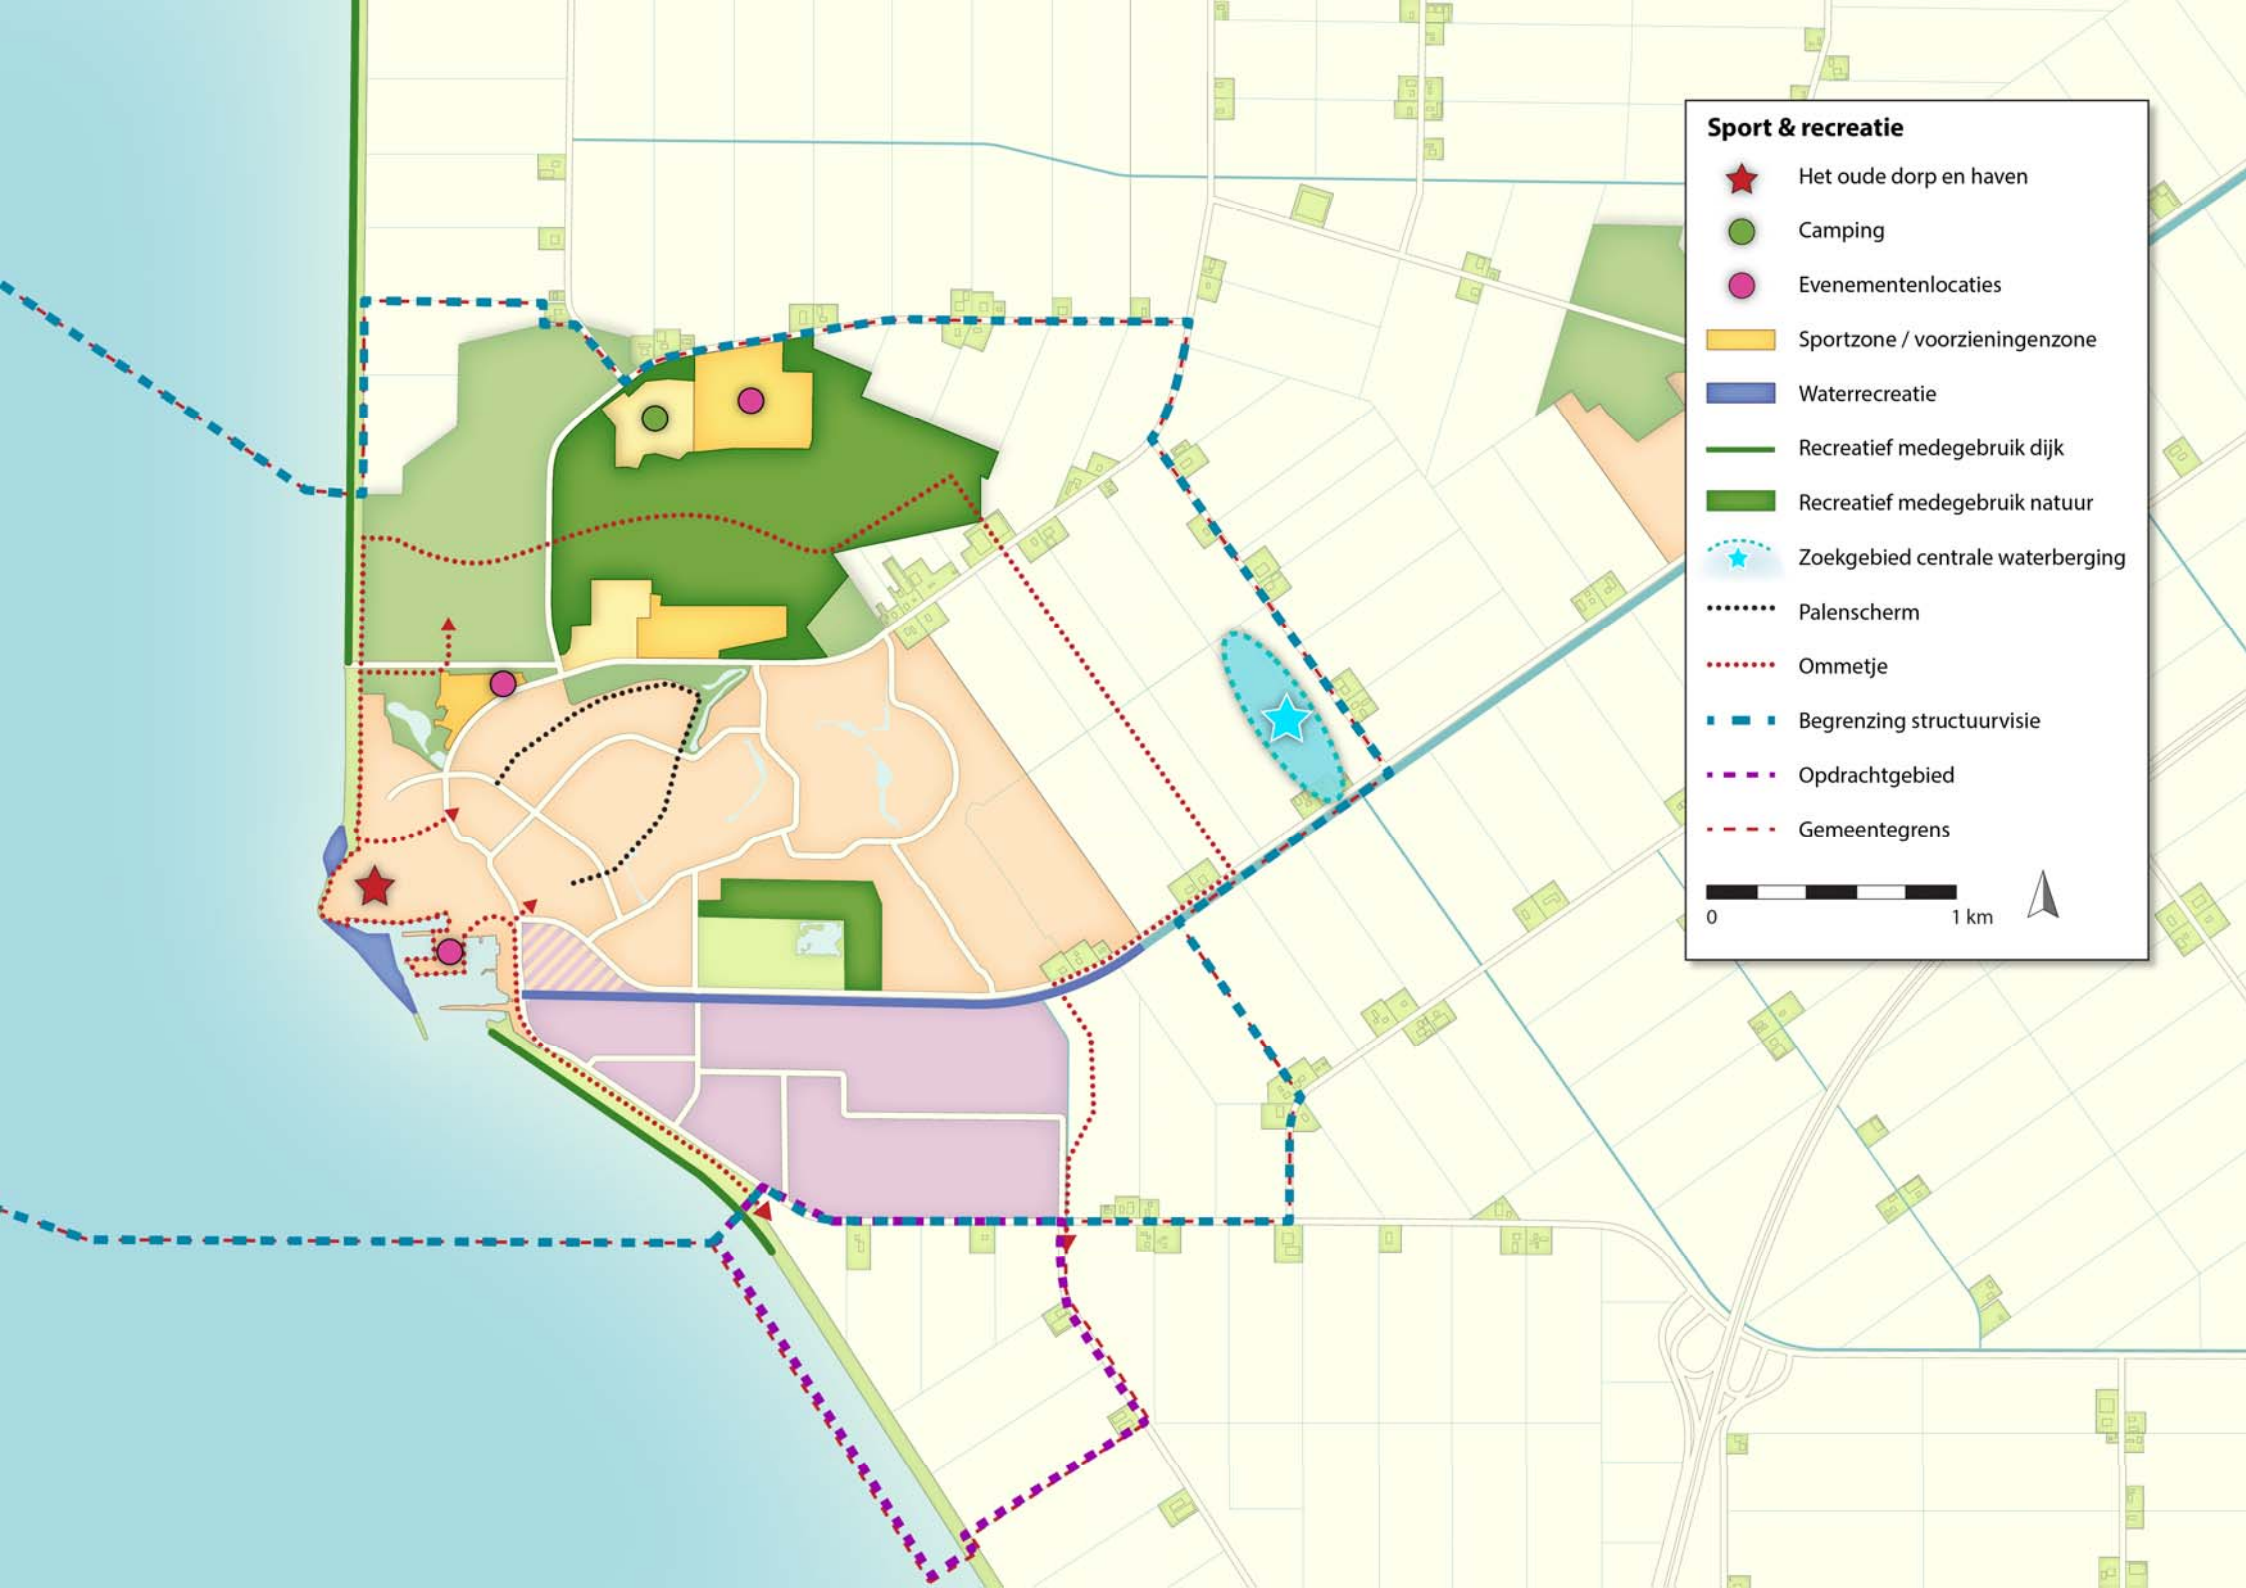 Sport & recreatie
Het oude dorp en haven
Camping
Evenementenlocaties
Sportzone / voorzieningenzone
Waterrecreatie
Recreatief medegebruik dijk
Recreatief medegebruik natuur
Zoekgebied centrale waterberging
Palenscherm
Ommetje
Begrenzing structuurvisie
Opdrachtgebied
Gemeentegrens
0 1 km